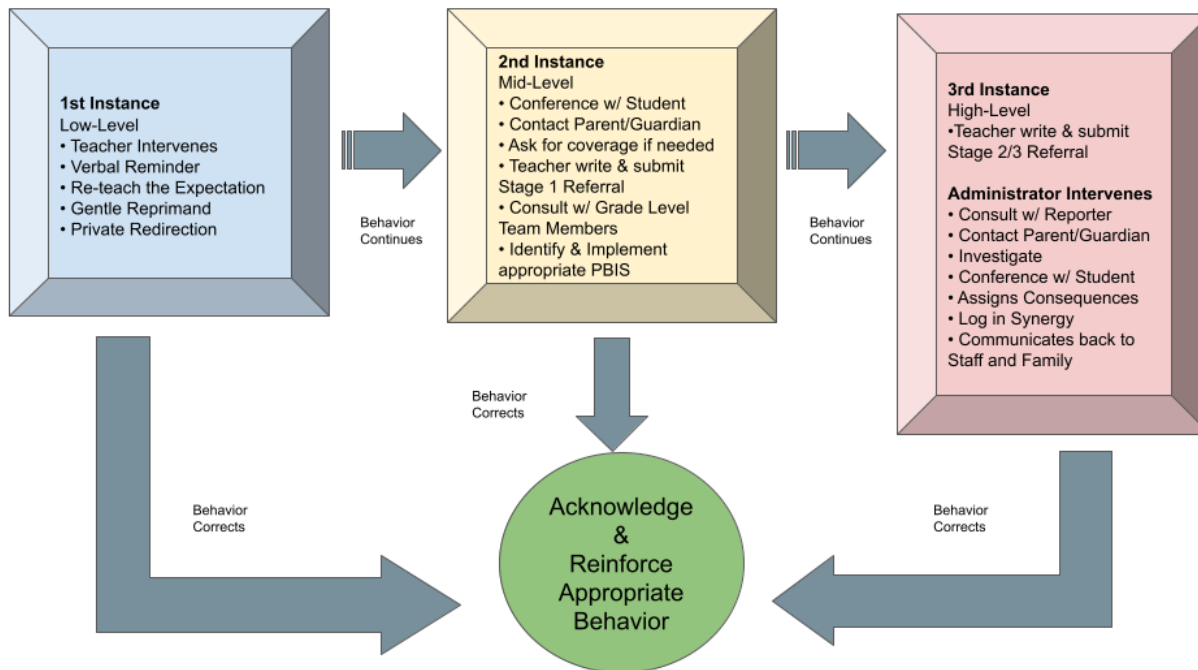 1st Instance
Low-Level
• Teacher Intervenes
• Verbal Reminder
• Re-teach the Expectation
• Gentle Reprimand
• Private Redirection
Behavior
Continues
2nd Instance
Mid-Level
• Conference w/ Student
• Contact Parent/Guardian
• Ask for coverage if needed
• Teacher write & submit
Stage 1 Referral
• Consult w/ Grade Level
Team Members
• Identify & Implement
appropriate PBIS
Behavior
Continues
3rd Instance
High-Level
•Teacher write & submit
Stage 2/3 Referral
Administrator Intervenes
• Consult w/ Reporter
• Contact Parent/Guardian
• Investigate
• Conference w/ Student
• Assigns Consequences
• Log in Synergy
• Communicates back to
Staff and Family
Behavior
Corrects
Behavior
Corrects
Behavior
Corrects
Acknowledge
&
Reinforce
Appropriate
Behavior